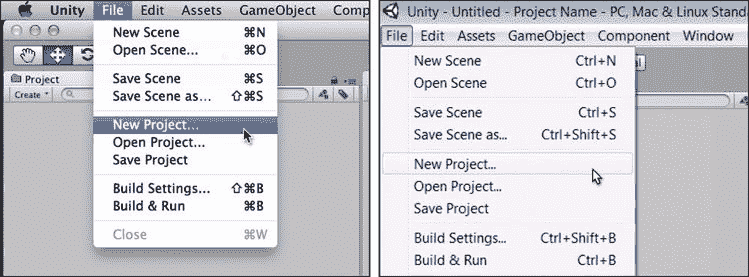 Unity File Edit Assets GameObject Comp
New Scene ⌘N
Open Scene... ⌘O
Save Scene ⌘S
Save Scene as... ⇧⌘S
New Project...
Open Project...
Save Project
Build Settings... ⇧⌘B
Build & Run ⌘B
Close ⌘W
Project
Create
Unity - Untitled - Project Name - PC, Mac & Linux Stand
File Edit Assets GameObject Component Window
New Scene Ctrl+N
Open Scene Ctrl+O
Save Scene Ctrl+S
Save Scene as... Ctrl+Shift+S
New Project...
Open Project...
Save Project
Build Settings... Ctrl+Shift+B
Build & Run Ctrl+B